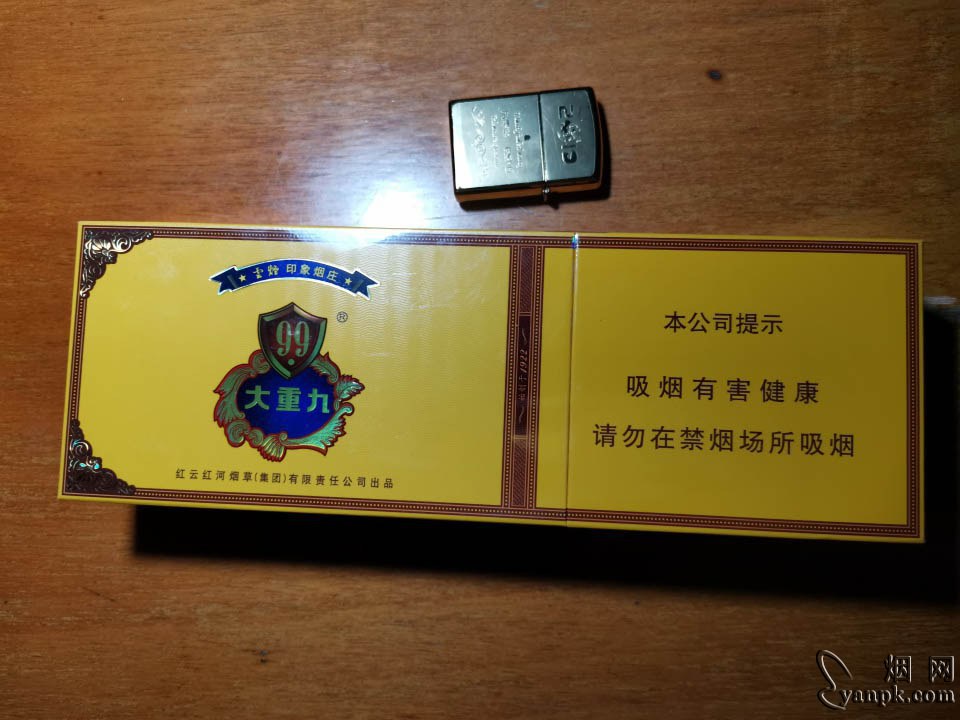 云烟 印象烟庄
99
®
大重九
红云红河烟草(集团)有限责任公司出品
1922
本公司提示
吸烟有害健康
请勿在禁烟场所吸烟
烟网
yanpk.com